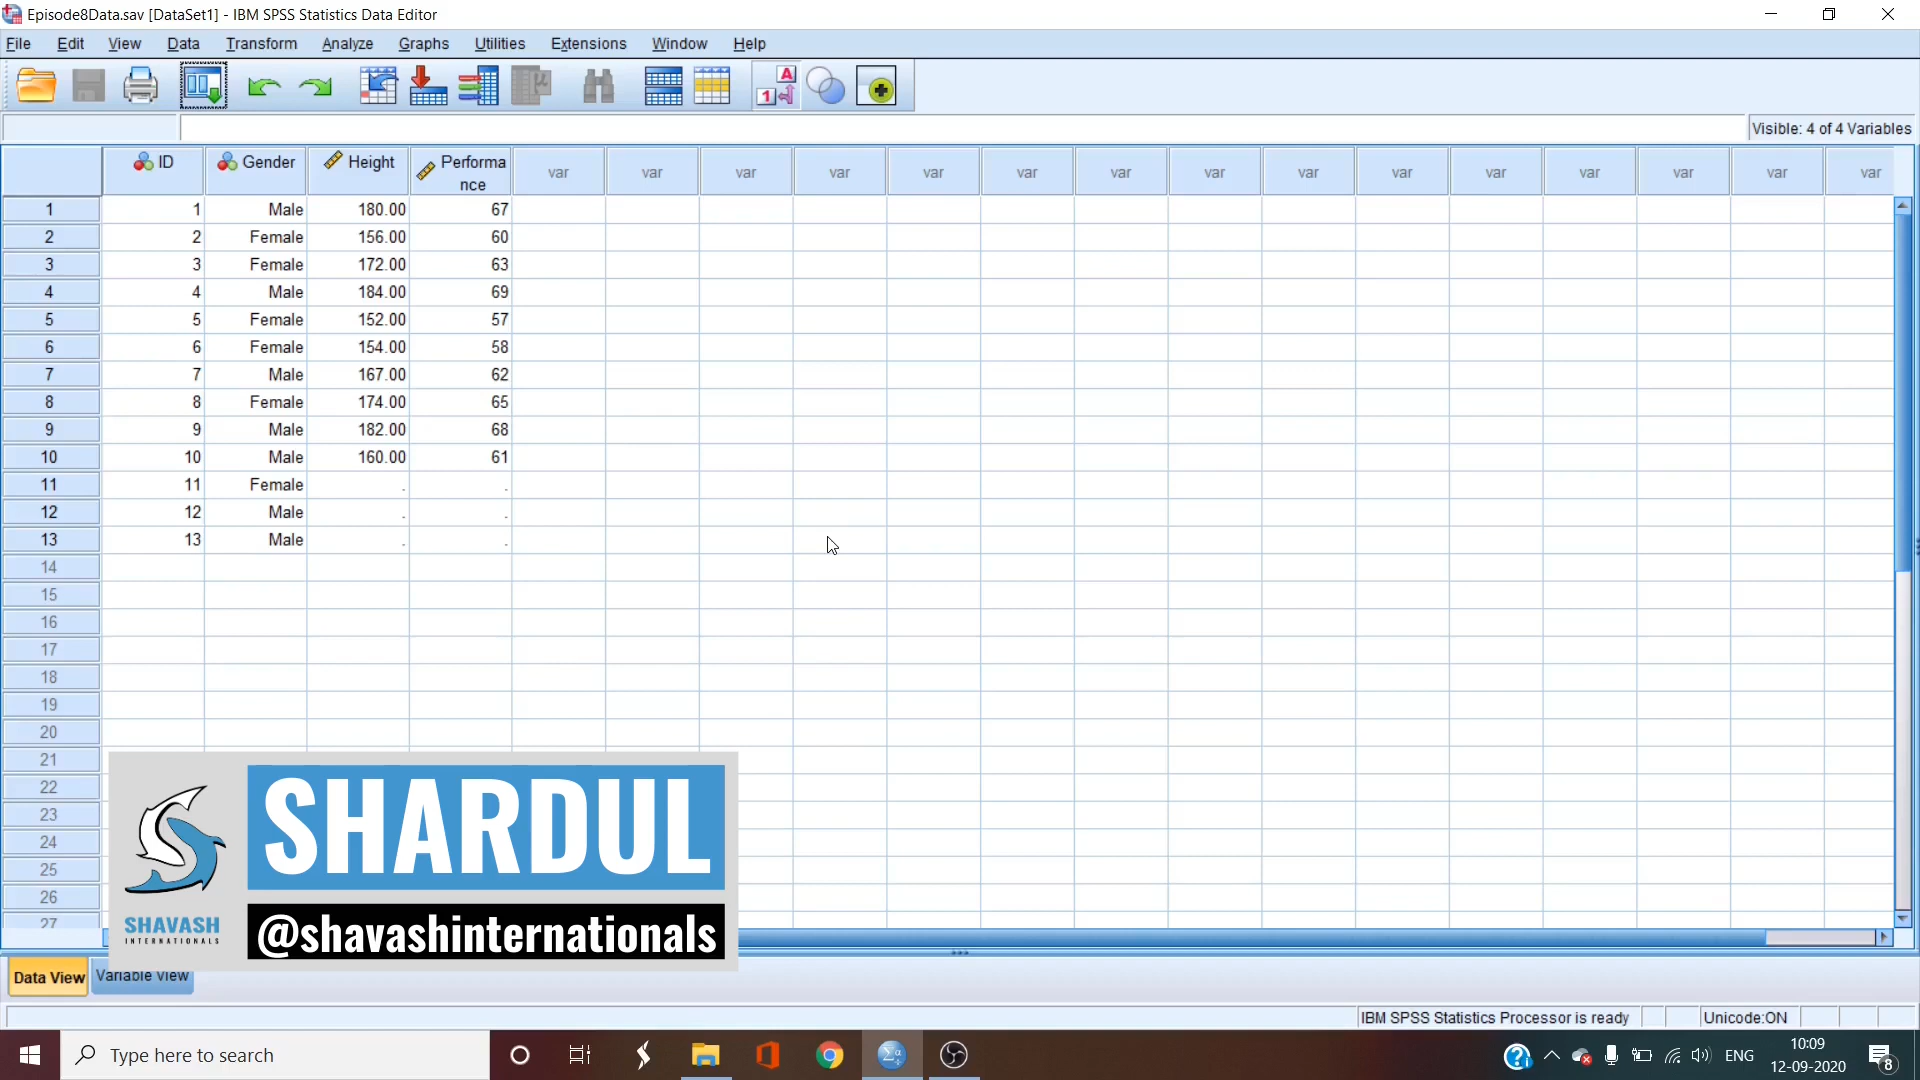 Episode8Data.sav [DataSet1] - IBM SPSS Statistics Data Editor
File Edit View Data Transform Analyze Graphs Utilities Extensions Window Help
Visible: 4 of 4 Variables
ID Gender Height Performa
nce var var var var var var var var var var var var var var var
1 1 Male 180.00 67
2 2 Female 156.00 60
3 3 Female 172.00 63
4 4 Male 184.00 69
5 5 Female 152.00 57
6 6 Female 154.00 58
7 7 Male 167.00 62
8 8 Female 174.00 65
9 9 Male 182.00 68
10 10 Male 160.00 61
11 11 Female . .
12 12 Male . .
13 13 Male . .
14
15
16
17
18
19
20
21
22
23
24
25
26
27
SHARDUL
SHAVASH
INTERNATIONALS
@shavashinternationals
Data View Variable View
IBM SPSS Statistics Processor is ready Unicode:ON
Type here to search
ENG
10:09
12-09-2020
8